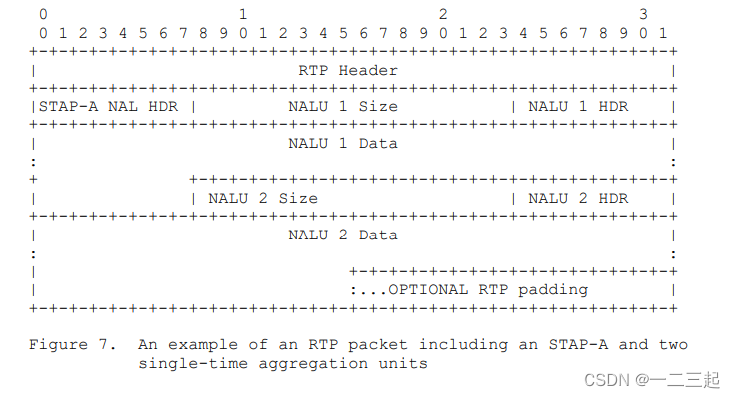 0                   1                   2                   3
 0 1 2 3 4 5 6 7 8 9 0 1 2 3 4 5 6 7 8 9 0 1 2 3 4 5 6 7 8 9 0 1
+-+-+-+-+-+-+-+-+-+-+-+-+-+-+-+-+-+-+-+-+-+-+-+-+-+-+-+-+-+-+-+-+
|                          RTP Header                           |
+-+-+-+-+-+-+-+-+-+-+-+-+-+-+-+-+-+-+-+-+-+-+-+-+-+-+-+-+-+-+-+-+
|STAP-A NAL HDR |         NALU 1 Size           | NALU 1 HDR    |
+-+-+-+-+-+-+-+-+-+-+-+-+-+-+-+-+-+-+-+-+-+-+-+-+-+-+-+-+-+-+-+-+
|                         NALU 1 Data                           |
:                                                               :
+               +-+-+-+-+-+-+-+-+-+-+-+-+-+-+-+-+-+-+-+-+-+-+-+-+
|               | NALU 2 Size                   | NALU 2 HDR    |
+-+-+-+-+-+-+-+-+-+-+-+-+-+-+-+-+-+-+-+-+-+-+-+-+-+-+-+-+-+-+-+-+
|                         NALU 2 Data                           |
:                                                               :
|                               +-+-+-+-+-+-+-+-+-+-+-+-+-+-+-+-+
|                               :...OPTIONAL RTP padding        |
+-+-+-+-+-+-+-+-+-+-+-+-+-+-+-+-+-+-+-+-+-+-+-+-+-+-+-+-+-+-+-+-+
Figure 7.  An example of an RTP packet including an STAP-A and two
           single-time aggregation units
CSDN @一二三起